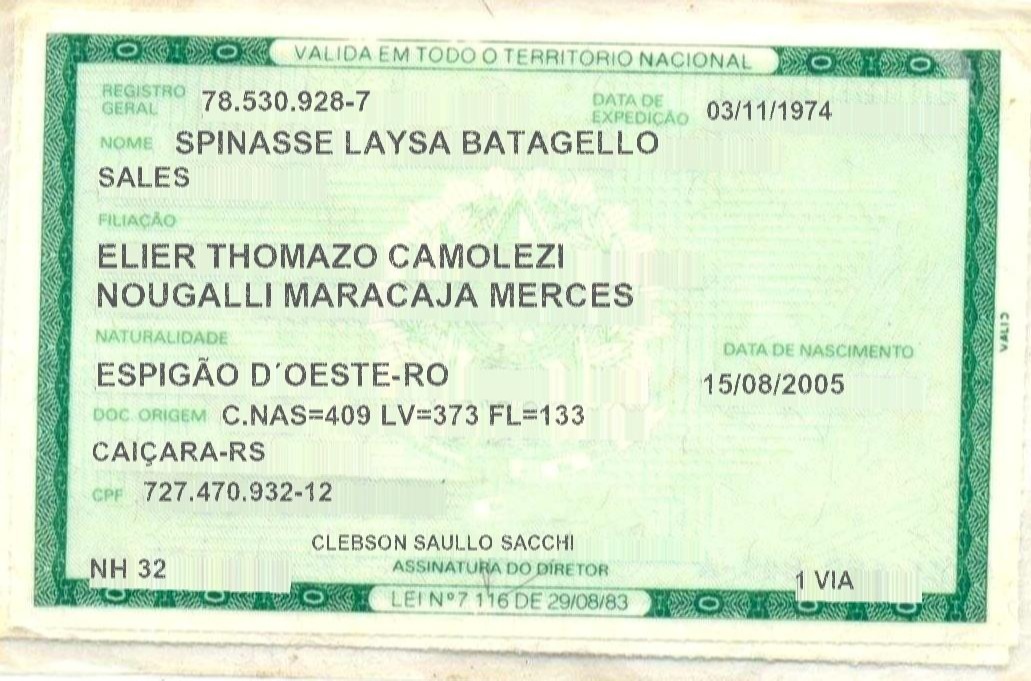 VALIDA EM TODO O TERRITORIO NACIONAL
REGISTRO GERAL 78.530.928-7 DATA DE EXPEDIÇÃO 03/11/1974
NOME SPINASSE LAYSA BATAGELLO
SALES
FILIAÇÃO
ELIER THOMAZO CAMOLEZI
NOUGALLI MARACAJA MERCES
NATURALIDADE DATA DE NASCIMENTO
ESPIGÃO D´OESTE-RO 15/08/2005
DOC. ORIGEM C.NAS=409 LV=373 FL=133
CAIÇARA-RS
CPF 727.470.932-12
CLEBSON SAULLO SACCHI
NH 32 ASSINATURA DO DIRETOR 1 VIA
LEI Nº 7.116 DE 29/08/83
VALID